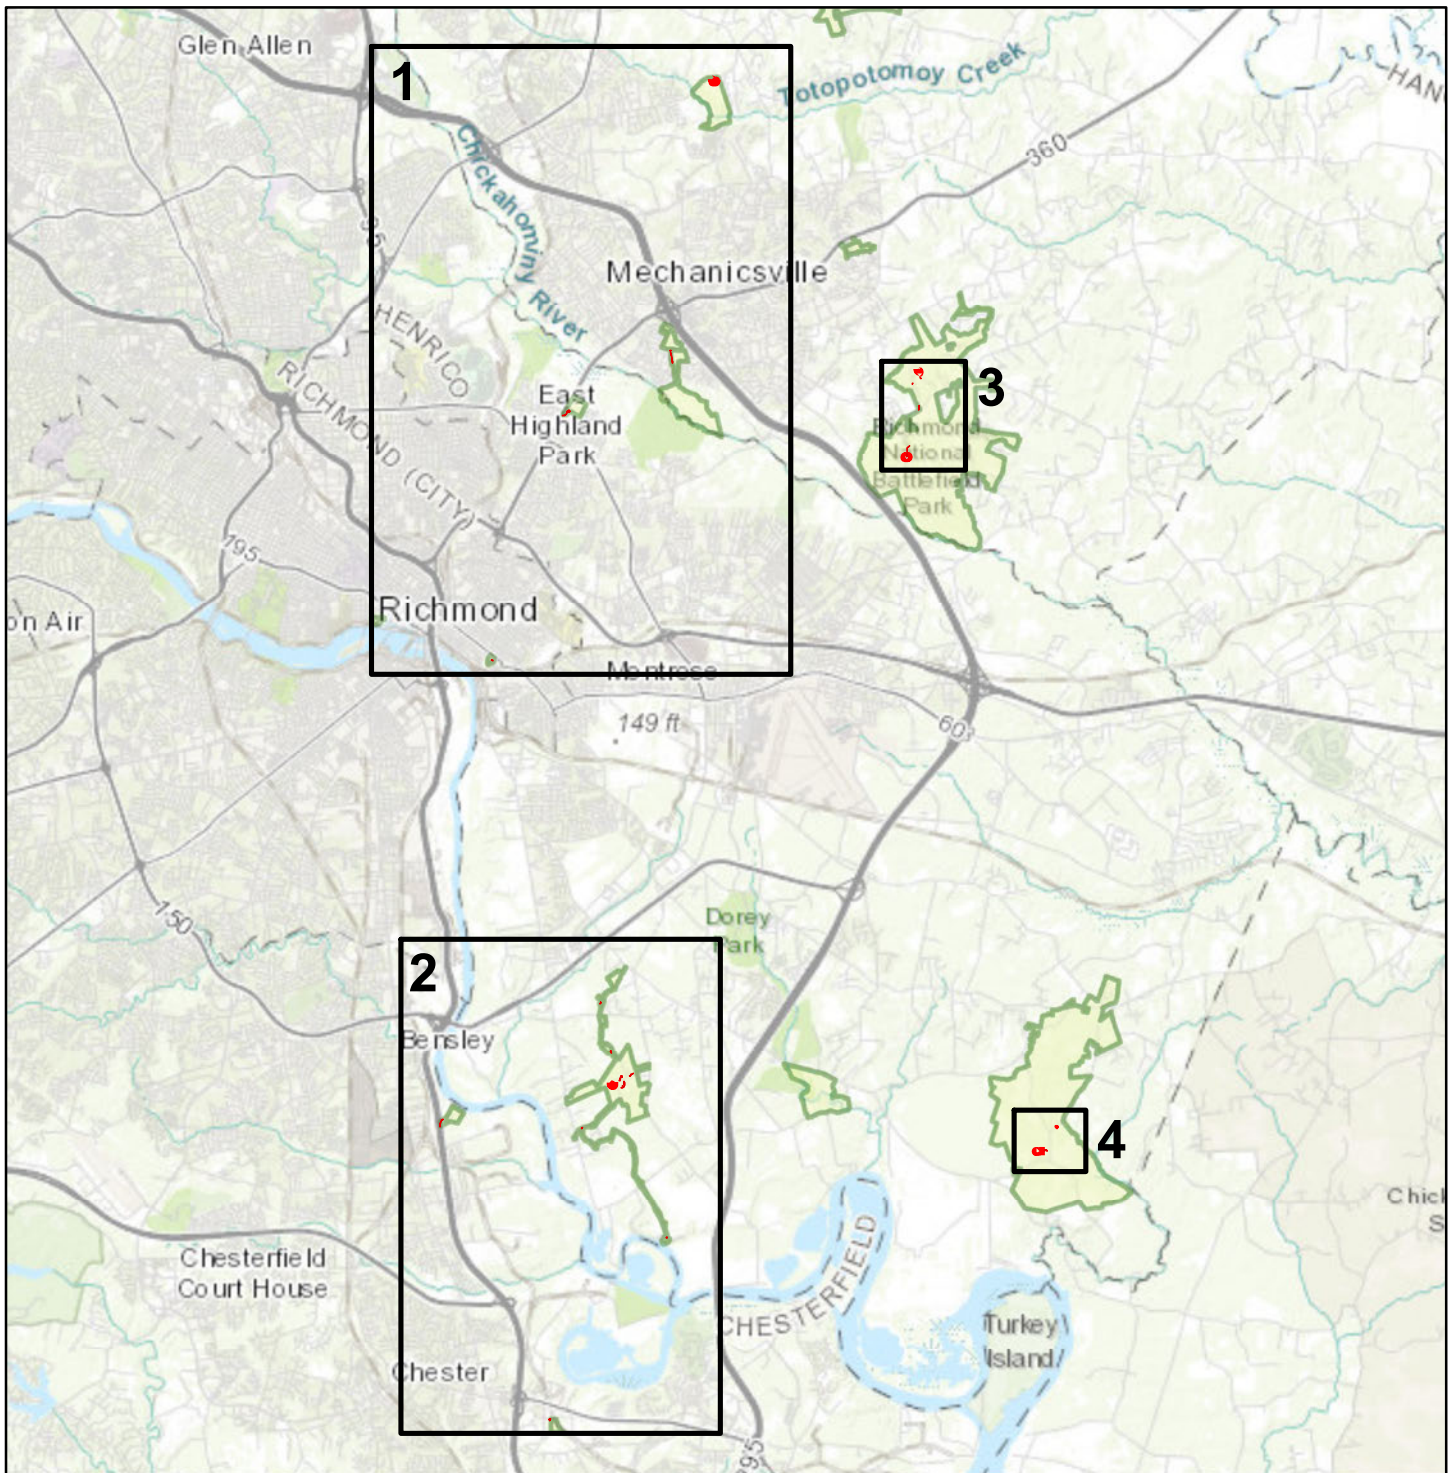 Glen Allen
1
Totopotomoy Creek
HAN
360
Chickahominy River
95
Mechanicsville
HENRICO
RICHMOND (CITY)
East
Highland
Park
3
Richmond
National
Battlefield
Park
195
on Air
Richmond
Montrose
149 ft
60
150
Dorey
Park
2
Bensley
4
Chich
S
Chesterfield
Court House
CHESTERFIELD
Turkey
Island
Chester
295